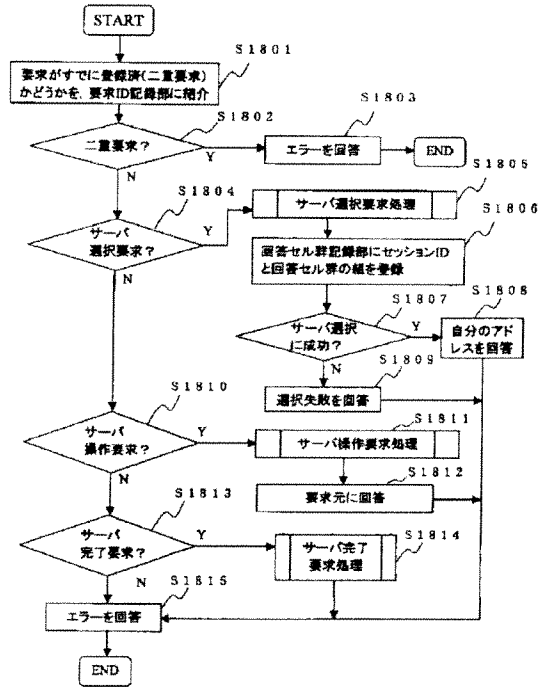 START
S1801
要求がすでに登録済(二重要求)
かどうかを、要求ID記録部に紹介
S1802
二重要求?
Y
N
S1803
エラーを回答
END
S1804
サーバ
選択要求?
Y
N
S1805
サーバ選択要求処理
S1806
回答セル群記録部にセッションID
と回答セル群の組を登録
S1807
サーバ選択
に成功?
Y
N
S1808
自分のアド
レスを回答
S1809
選択失敗を回答
S1810
サーバ
操作要求?
Y
N
S1811
サーバ操作要求処理
S1812
要求元に回答
S1813
サーバ
完了要求?
Y
N
S1814
サーバ完了
要求処理
S1815
エラーを回答
END